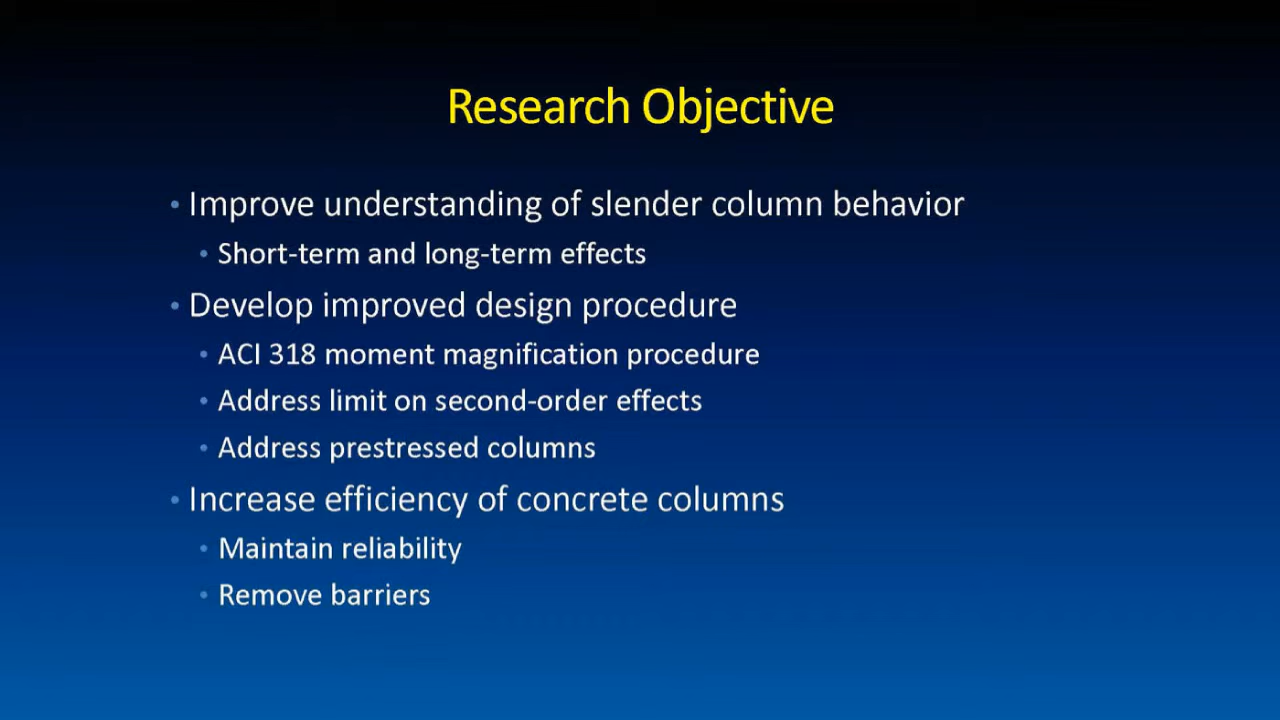 Research Objective
• Improve understanding of slender column behavior
• Short-term and long-term effects
• Develop improved design procedure
• ACI 318 moment magnification procedure
• Address limit on second-order effects
• Address prestressed columns
• Increase efficiency of concrete columns
• Maintain reliability
• Remove barriers